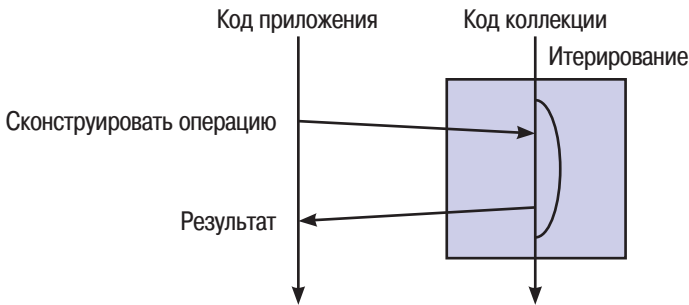 Код приложения
Код коллекции
Итерирование
Сконструировать операцию
Результат